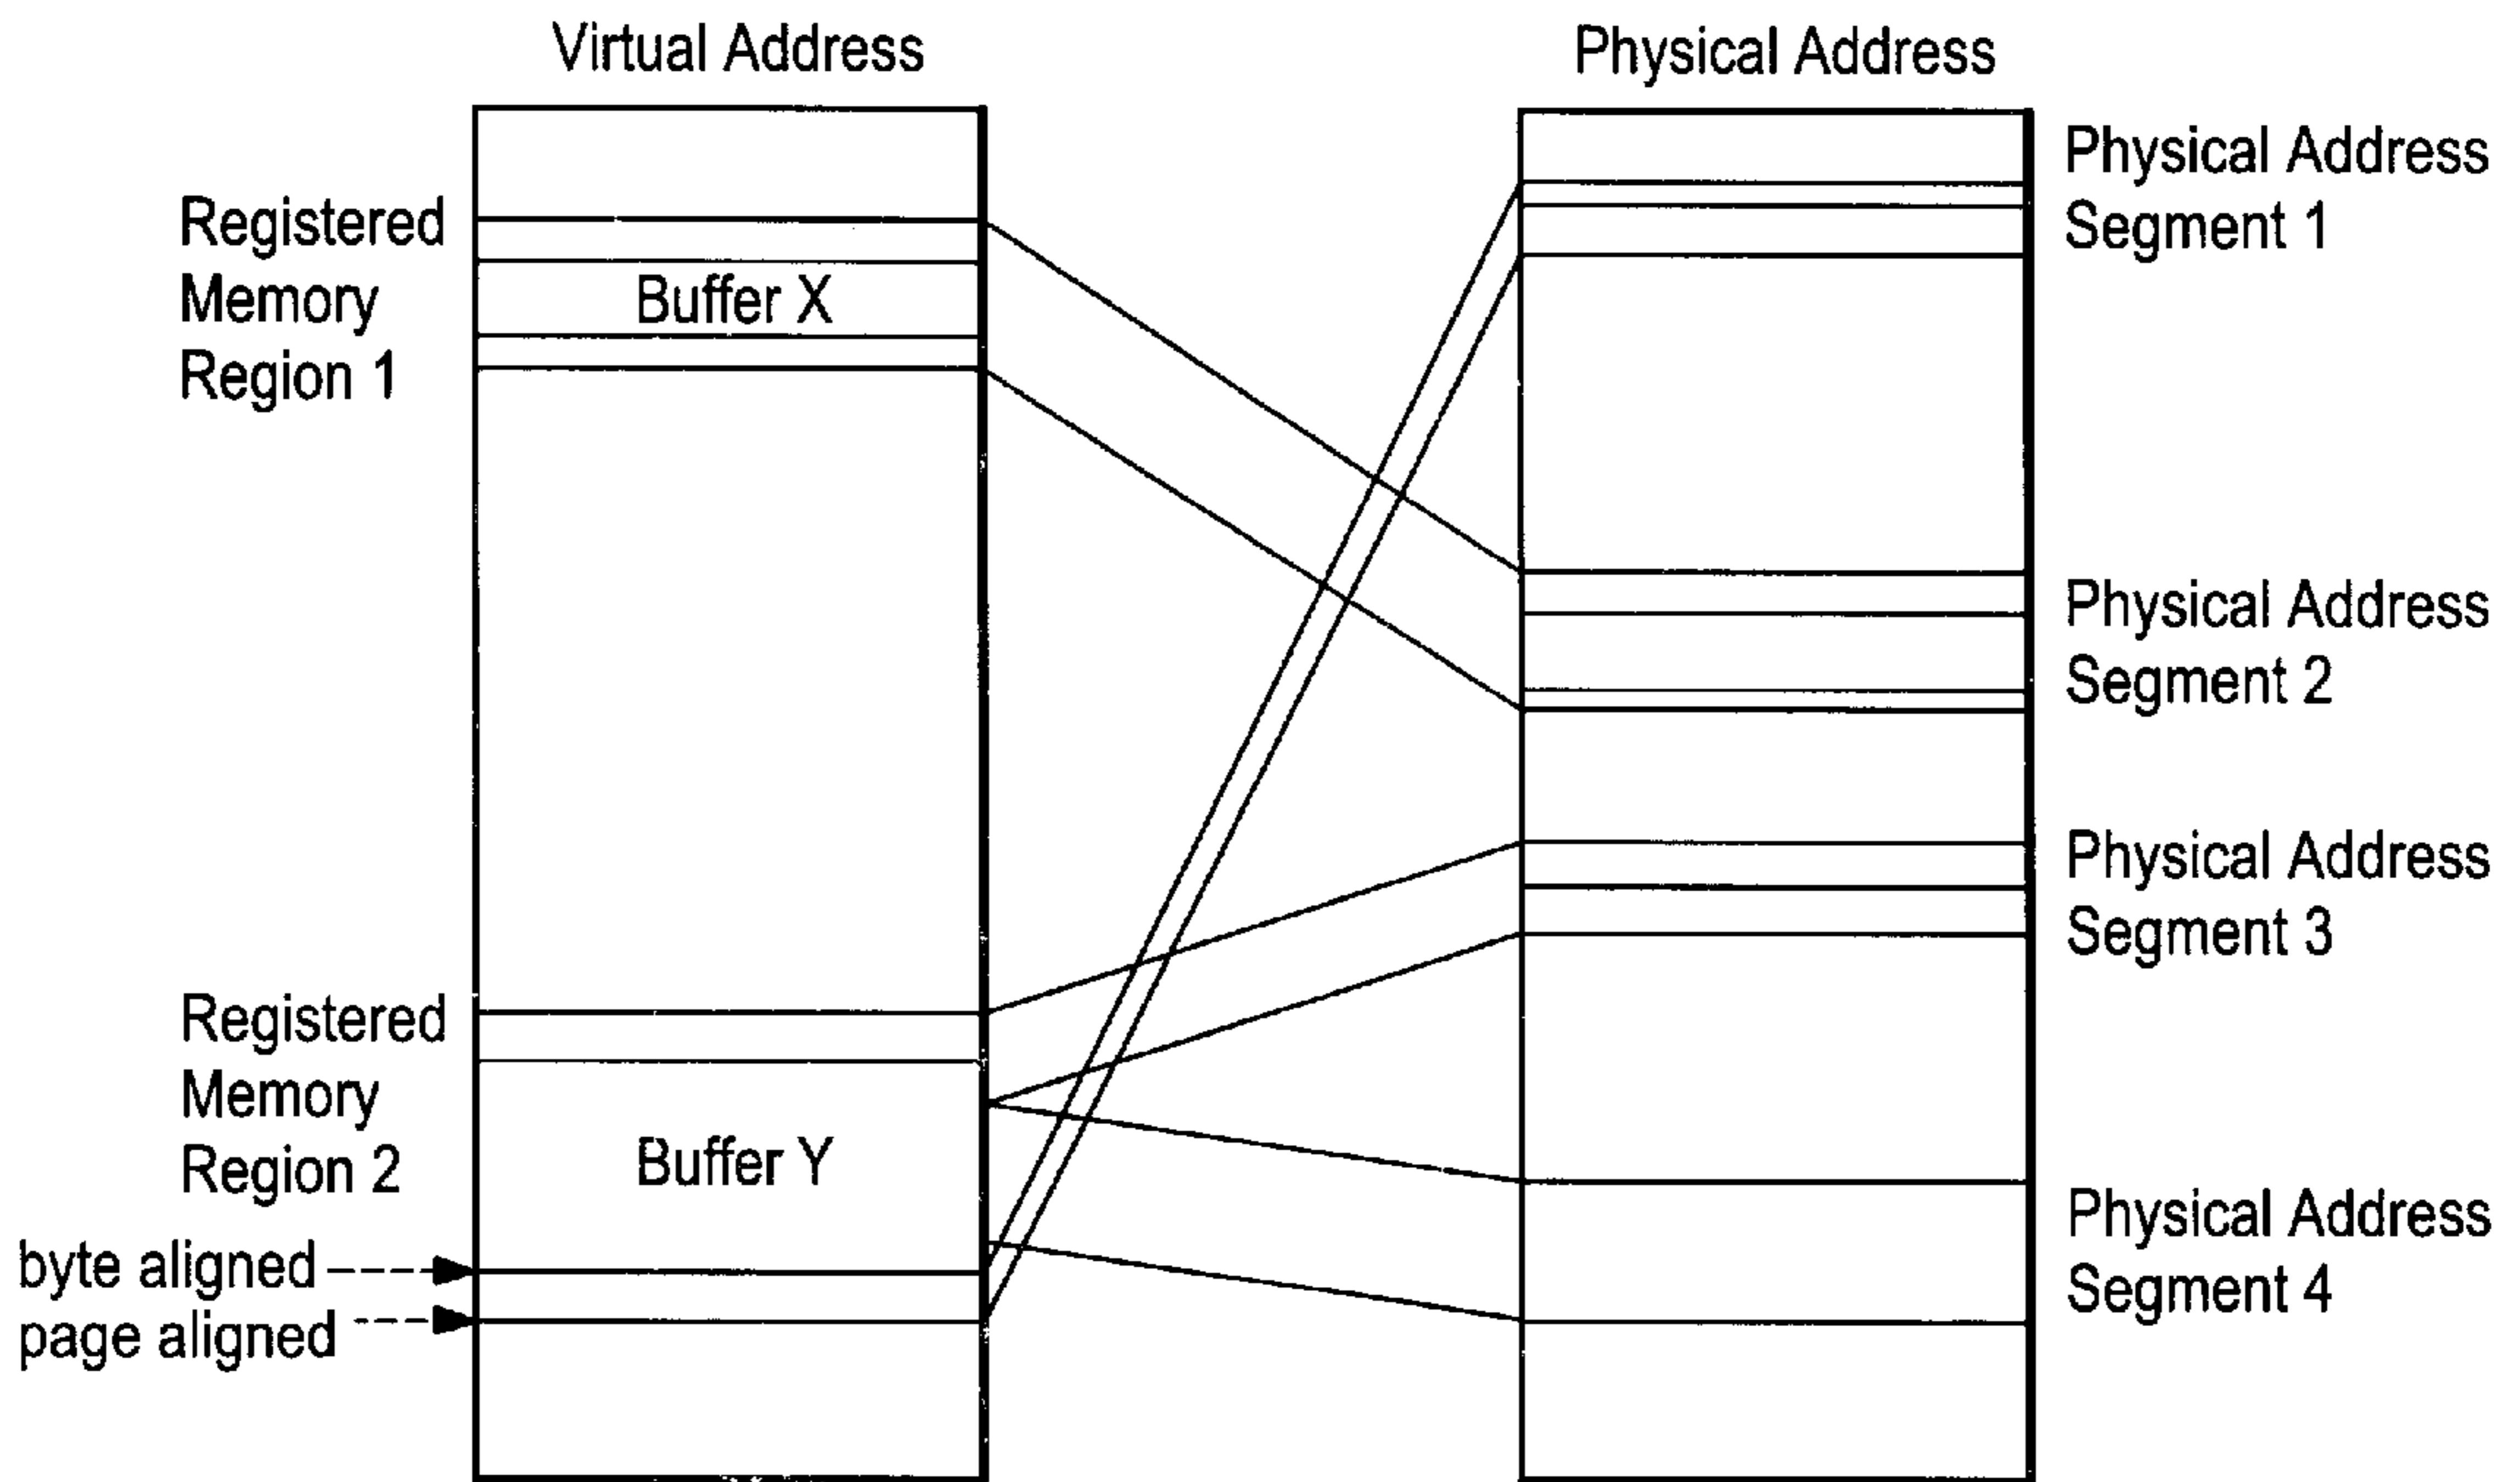 Virtual Address
Physical Address
Registered
Memory
Region 1
Buffer X
Registered
Memory
Region 2
Buffer Y
byte aligned
page aligned
Physical Address
Segment 1
Physical Address
Segment 2
Physical Address
Segment 3
Physical Address
Segment 4